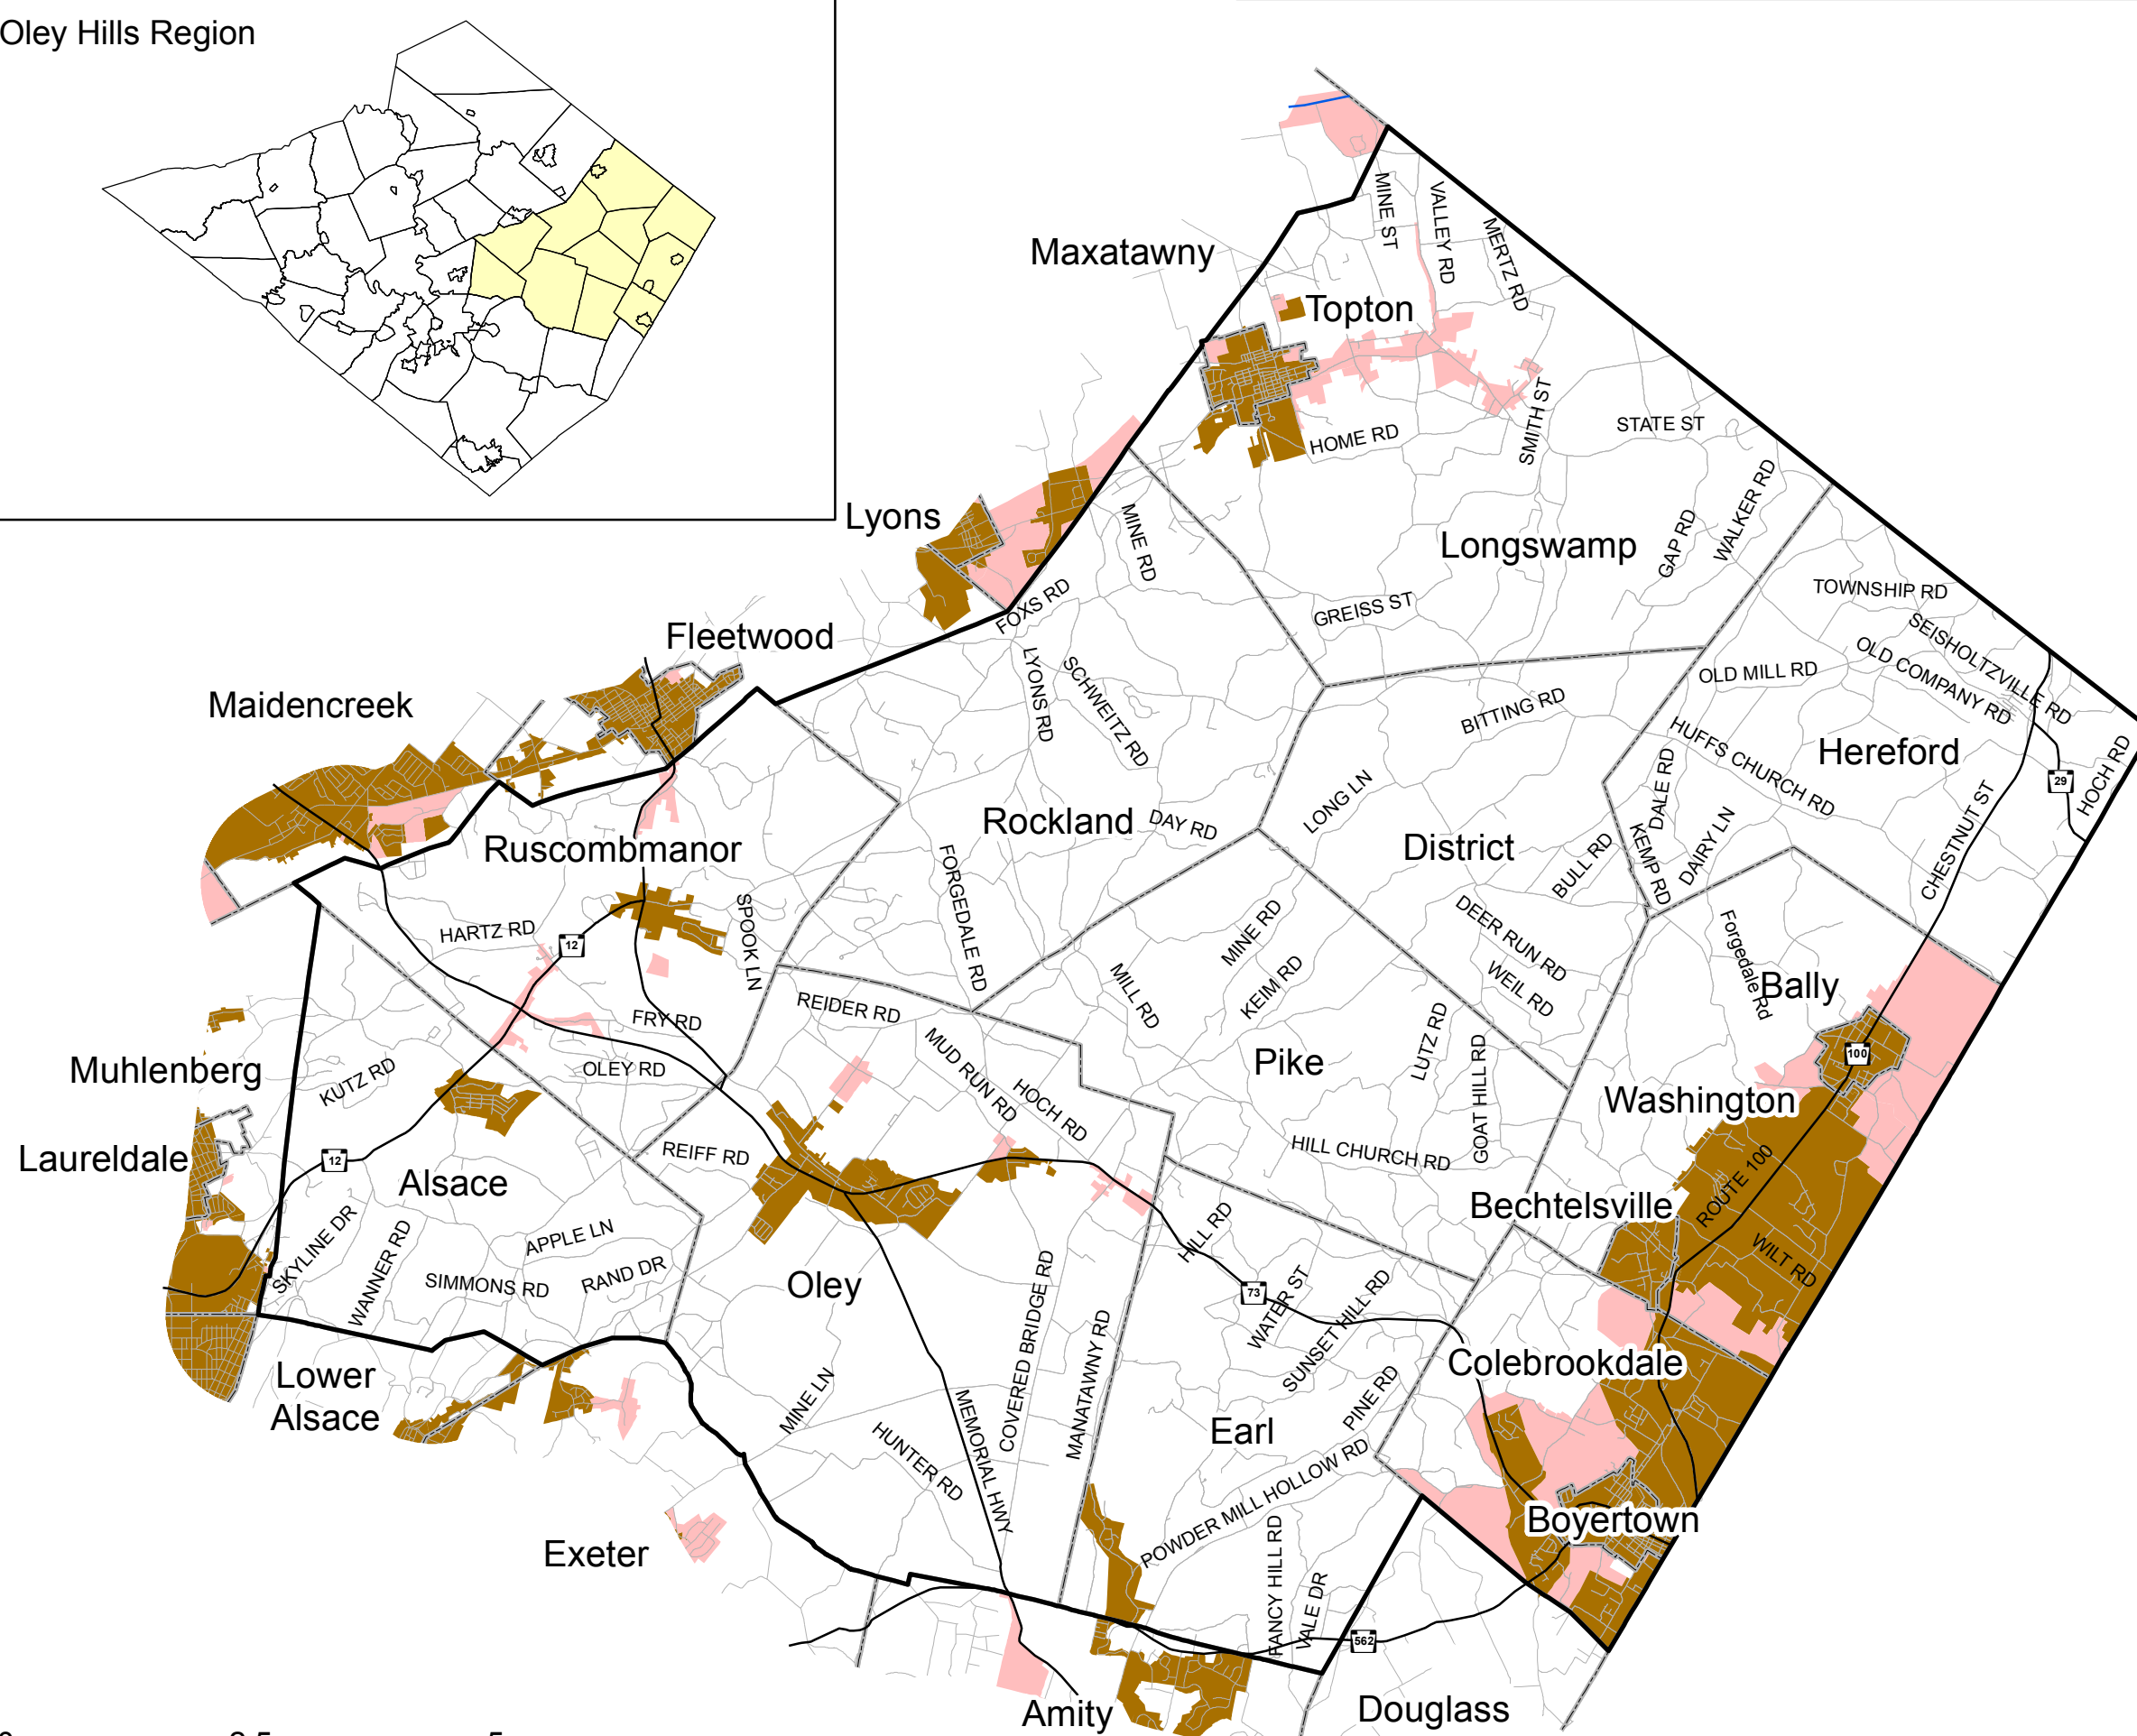 Oley Hills Region
Maxatawny
MINE ST
VALLEY RD
MERTZ RD
Topton
HOME RD
SMITH ST
STATE ST
Lyons
MINE RD
Longswamp
GAP RD
WALKER RD
FOXS RD
GREISS ST
TOWNSHIP RD
SEISHOLTZVILLE RD
OLD COMPANY RD
Fleetwood
LYONS RD
SCHWEITZ RD
OLD MILL RD
Maidencreek
BITTING RD
HUFFS CHURCH RD
Hereford
29
HOCH RD
DALE RD
CHESTNUT ST
Ruscombmanor
Rockland
DAY RD
LONG LN
District
BULL RD
KEMP RD
DAIRY LN
FORGEDALE RD
SPOOK LN
HARTZ RD
12
MINE RD
DEER RUN RD
Forgedale Rd
Bally
KEIM RD
MILL RD
WEIL RD
REIDER RD
FRY RD
MUD RUN RD
HOCH RD
Pike
LUTZ RD
GOAT HILL RD
100
Muhlenberg
KUTZ RD
OLEY RD
Washington
Laureldale
12
REIFF RD
HILL CHURCH RD
ROUTE 100
Alsace
Bechtelsville
SKYLINE DR
WANNER RD
APPLE LN
SIMMONS RD
RAND DR
HILL RD
WILT RD
Oley
COVERED BRIDGE RD
MANATAWNY RD
73
WATER ST
SUNSET HILL RD
Lower
Alsace
MINE LN
Colebrookdale
MEMORIAL HWY
PINE RD
HUNTER RD
Earl
POWDER MILL HOLLOW RD
Boyertown
Exeter
FANCY HILL RD
VALE DR
562
Amity
Douglass